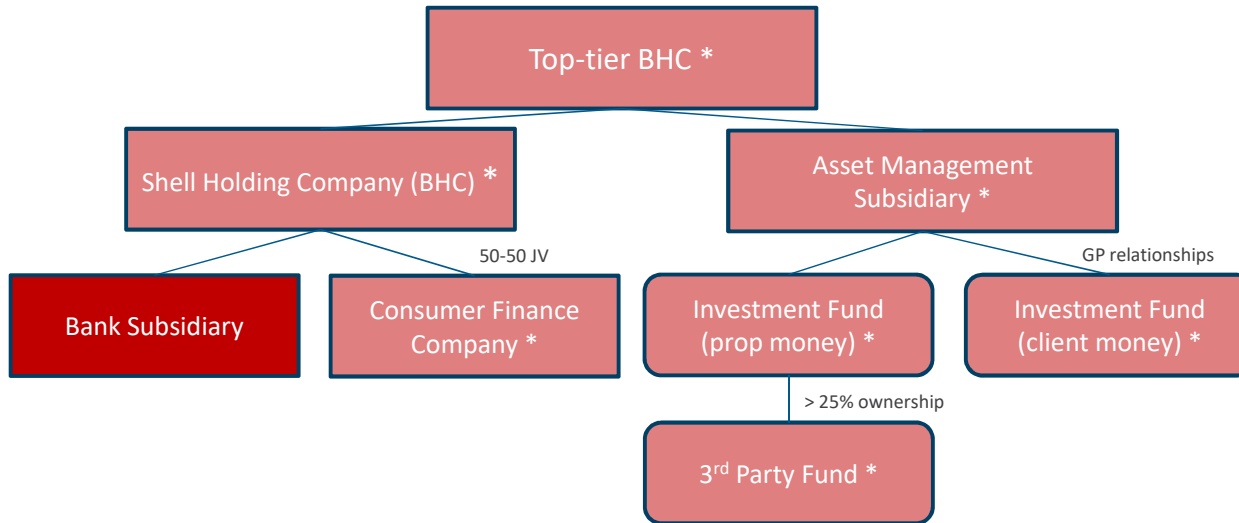 Top-tier BHC *
Shell Holding Company (BHC) *
Asset Management
Subsidiary *
50-50 JV
GP relationships
Bank Subsidiary
Consumer Finance
Company *
Investment Fund
(prop money) *
Investment Fund
(client money) *
> 25% ownership
3rd Party Fund *